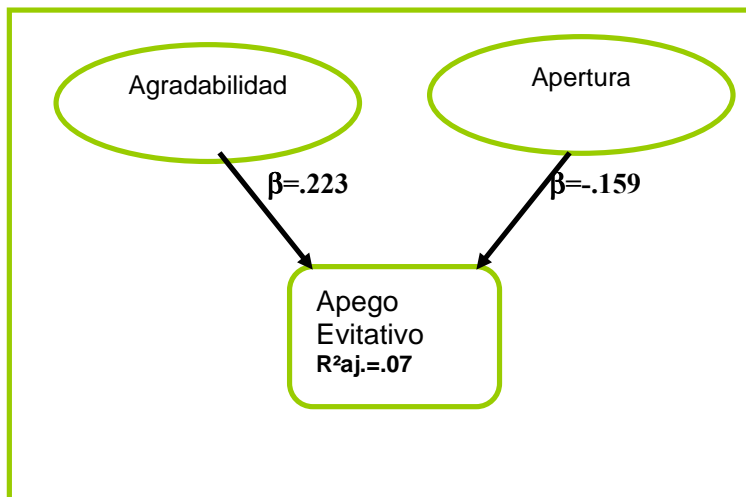 Agradabilidad
Apertura
β=.223
β=-.159
Apego
Evitativo
R²aj.=.07